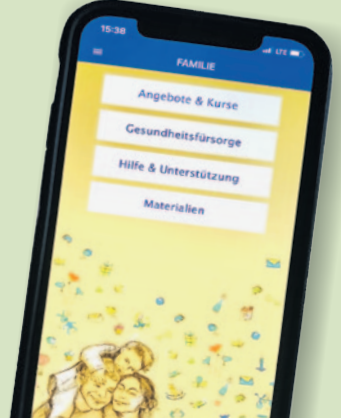 15:38
LTE
FAMILIE
Angebote & Kurse
Gesundheitsfürsorge
Hilfe & Unterstützung
Materialien